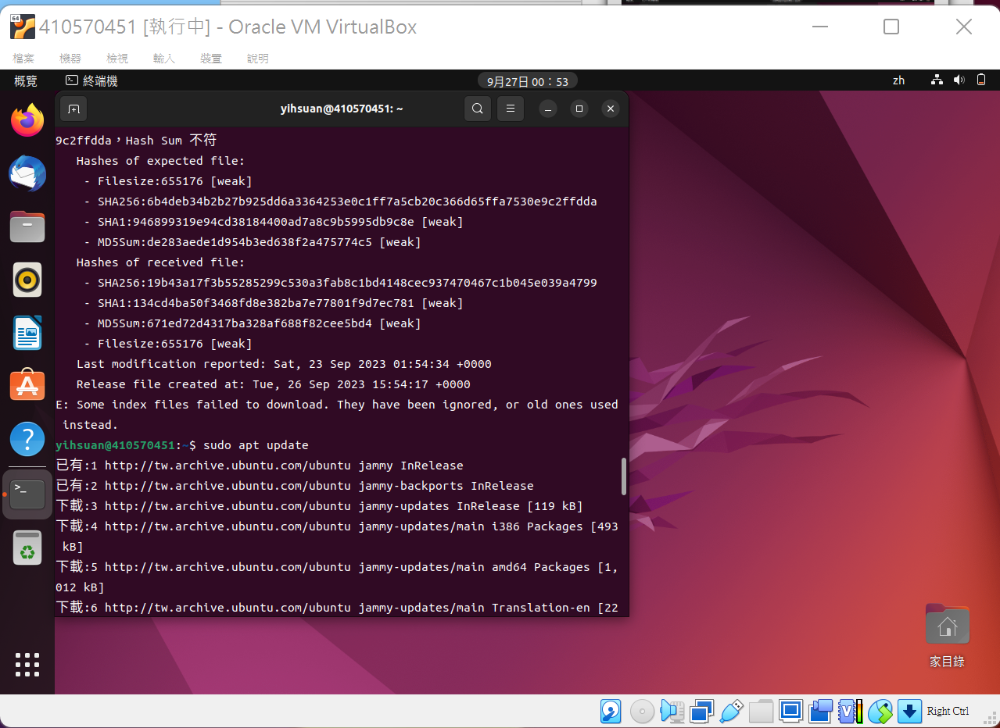 410570451 [執行中] - Oracle VM VirtualBox
檔案 機器 檢視 輸入 裝置 說明
概覽 終端機 9月27日 00：53 zh
yihsuan@410570451: ~
9c2ffdda，Hash Sum 不符
Hashes of expected file:
- Filesize:655176 [weak]
- SHA256:6b4deb34b2b27b925dd6a3364253e0c1ff7a5cb20c366d65ffa7530e9c2ffdda
- SHA1:946899319e94cd38184400ad7a8c9b5995db9c8e [weak]
- MD5Sum:de283aede1d954b3ed638f2a475774c5 [weak]
Hashes of received file:
- SHA256:19b43a17f3b55285299c530a3fab8c1bd4148cec937470467c1b045e039a4799
- SHA1:134cd4ba50f3468fd8e382ba7e77801f9d7ec781 [weak]
- MD5Sum:671ed72d4317ba328af688f82cee5bd4 [weak]
- Filesize:655176 [weak]
Last modification reported: Sat, 23 Sep 2023 01:54:34 +0000
Release file created at: Tue, 26 Sep 2023 15:54:17 +0000
E: Some index files failed to download. They have been ignored, or old ones used
instead.
yihsuan@410570451:~$ sudo apt update
已有:1 http://tw.archive.ubuntu.com/ubuntu jammy InRelease
已有:2 http://tw.archive.ubuntu.com/ubuntu jammy-backports InRelease
下載:3 http://tw.archive.ubuntu.com/ubuntu jammy-updates InRelease [119 kB]
下載:4 http://tw.archive.ubuntu.com/ubuntu jammy-updates/main i386 Packages [493
kB]
下載:5 http://tw.archive.ubuntu.com/ubuntu jammy-updates/main amd64 Packages [1,
012 kB]
下載:6 http://tw.archive.ubuntu.com/ubuntu jammy-updates/main Translation-en [22
家目錄
Right Ctrl